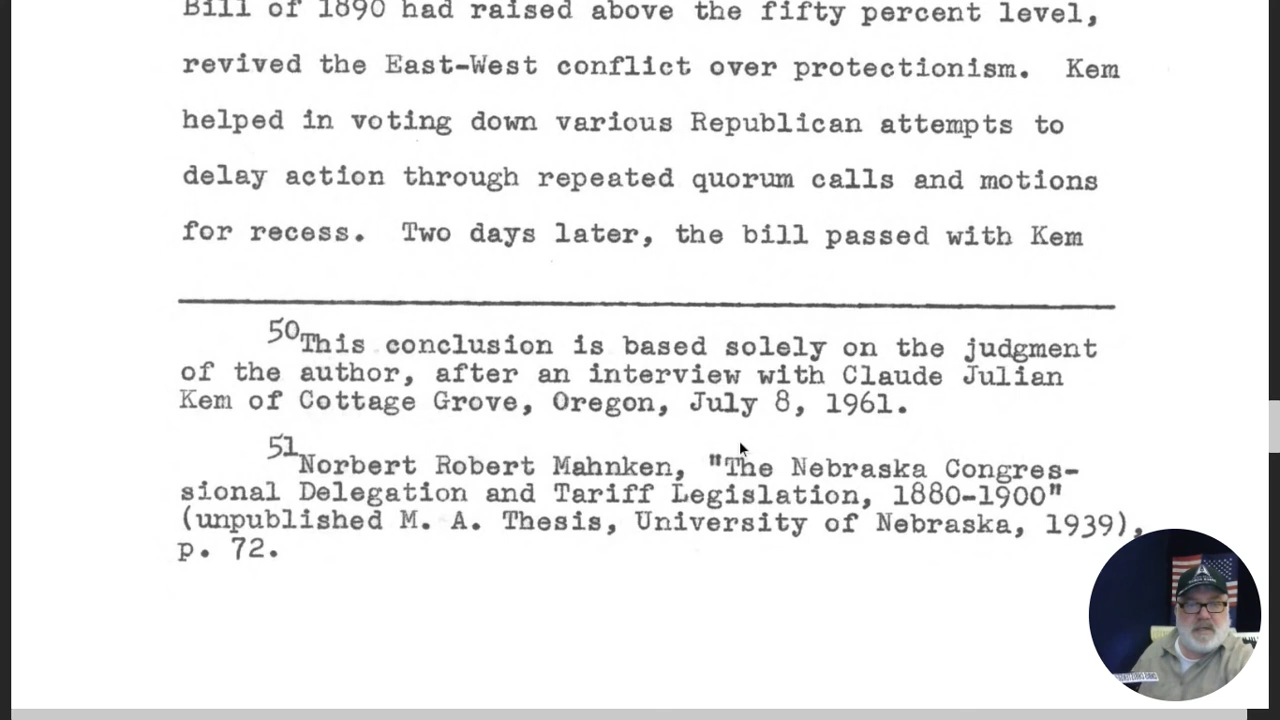 Bill of 1890 had raised above the fifty percent level,
revived the East-West conflict over protectionism. Kem
helped in voting down various Republican attempts to
delay action through repeated quorum calls and motions
for recess. Two days later, the bill passed with Kem
50This conclusion is based solely on the judgment
of the author, after an interview with Claude Julian
Kem of Cottage Grove, Oregon, July 8, 1961.
51Norbert Robert Mahnken, "The Nebraska Congres-
sional Delegation and Tariff Legislation, 1880-1900"
(unpublished M. A. Thesis, University of Nebraska, 1939),
p. 72.